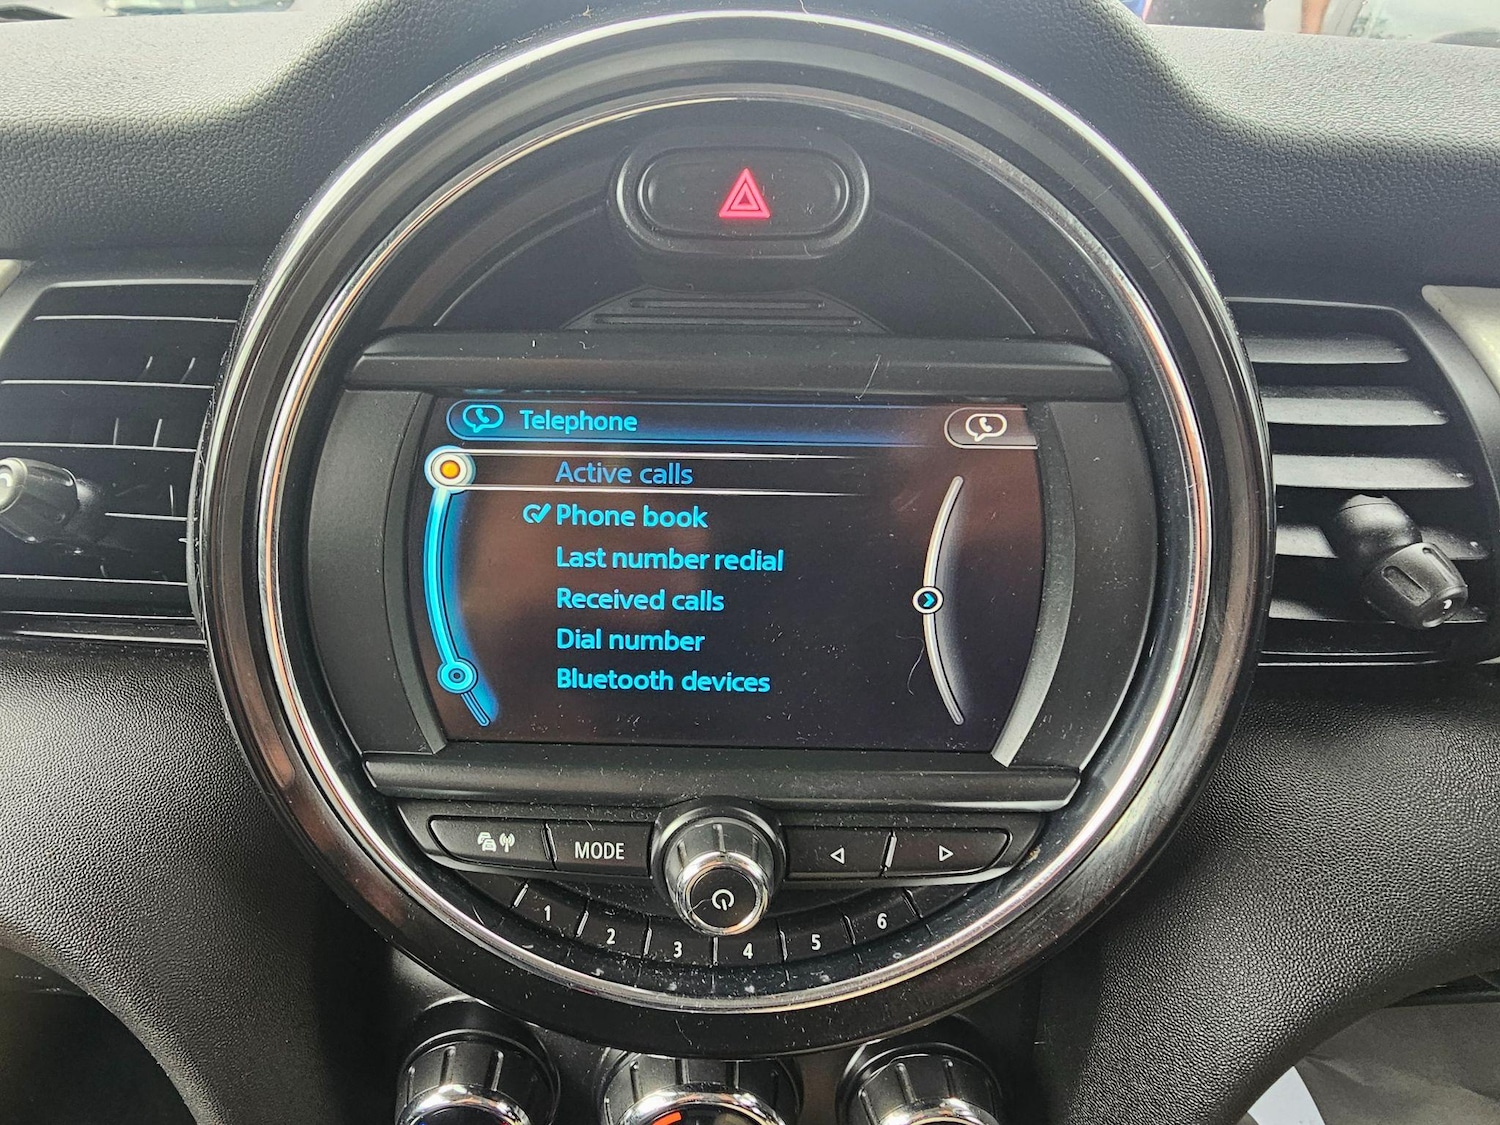 Telephone
Active calls
Phone book
Last number redial
Received calls
Dial number
Bluetooth devices
MODE
1 2 3 4 5 6